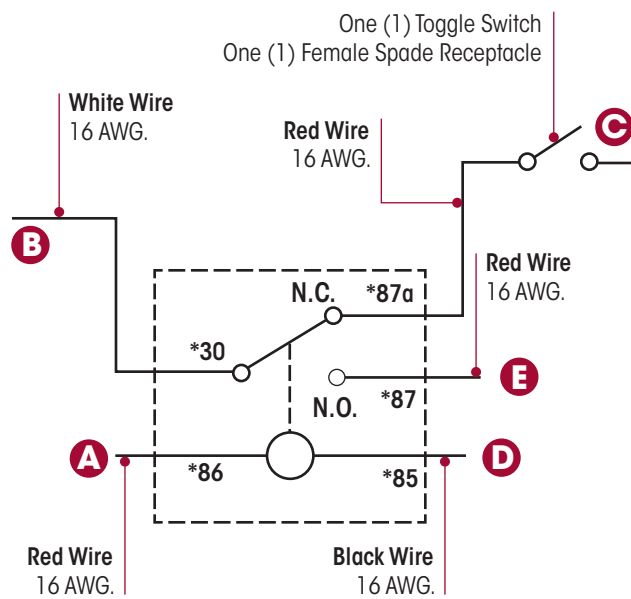 One (1) Toggle Switch
One (1) Female Spade Receptacle
White Wire
16 AWG.
Red Wire
16 AWG.
C
B
Red Wire
16 AWG.
N.C.
*87a
*30
E
N.O.
*87
A
*86
*85
D
Red Wire
16 AWG.
Black Wire
16 AWG.